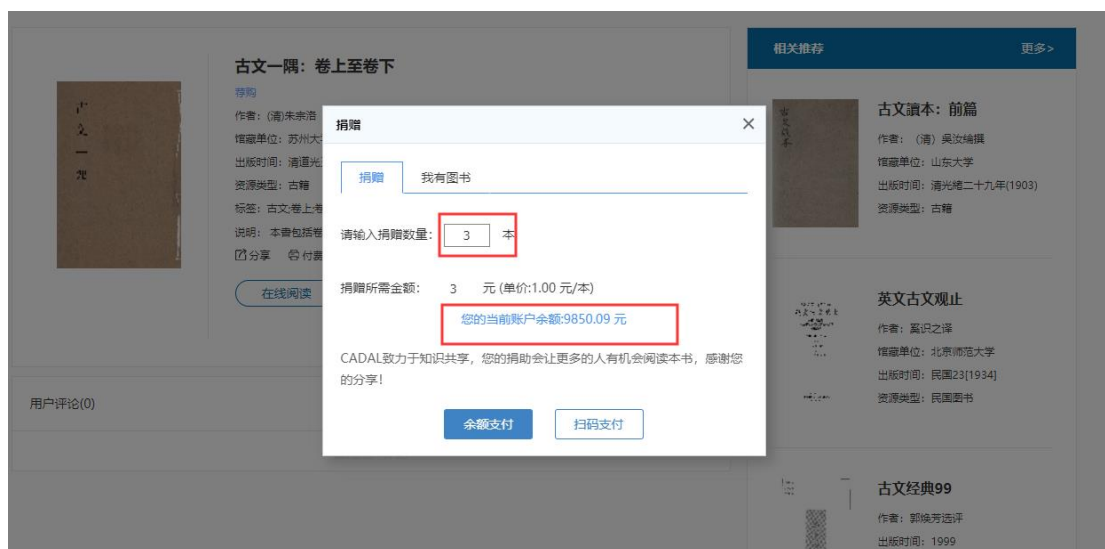 古文一隅：卷上至卷下
荐购
作者：(清)朱宗洛
馆藏单位：苏州大
出版时间：清道光
资源类型：古籍
标签：古文;卷上;卷
说明：本书包括卷
分享 付费
在线阅读
用户评论(0)
捐赠
捐赠 我有图书
请输入捐赠数量： 3 本
捐赠所需金额： 3 元 (单价:1.00 元/本)
您的当前账户余额:9850.09 元
CADAL致力于知识共享，您的捐助会让更多的人有机会阅读本书，感谢您
的分享！
余额支付 扫码支付
相关推荐 更多>
古文讀本：前篇
作者：（清）吳汝綸撰
馆藏单位：山东大学
出版时间：清光緒二十九年(1903)
资源类型：古籍
英文古文观止
作者：奚识之译
馆藏单位：北京师范大学
出版时间：民国23[1934]
资源类型：民国图书
古文经典99
作者：郭焕芳选评
出版时间：1999